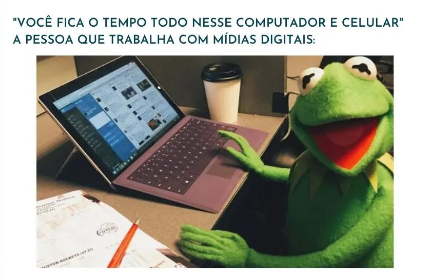 "VOCÊ FICA O TEMPO TODO NESSE COMPUTADOR E CELULAR"
A PESSOA QUE TRABALHA COM MÍDIAS DIGITAIS: